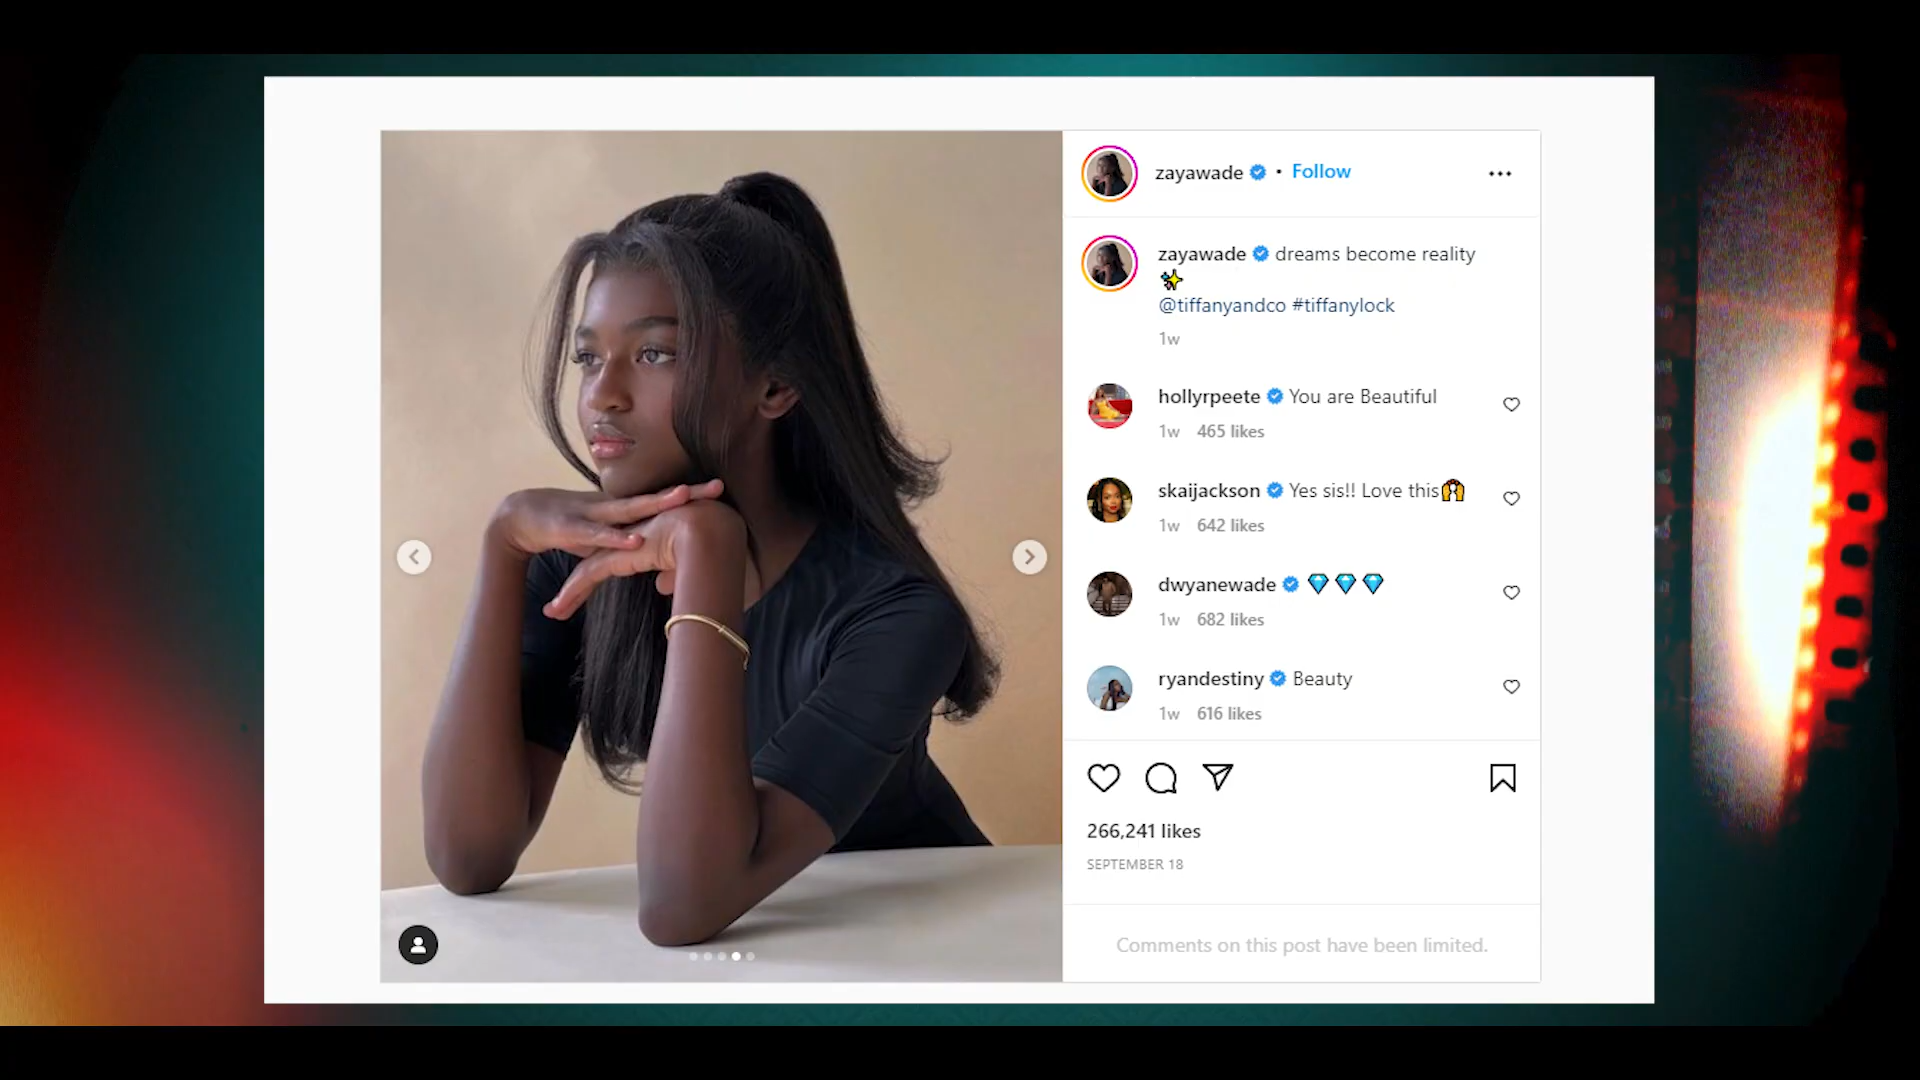 zayawade • Follow
zayawade dreams become reality
✨
@tiffanyandco #tiffanylock
1w
hollyrpeete You are Beautiful
1w 465 likes
skaijackson Yes sis!! Love this🙌
1w 642 likes
dwyanewade 💎💎💎
1w 682 likes
ryandestiny Beauty
1w 616 likes
266,241 likes
SEPTEMBER 18
Comments on this post have been limited.